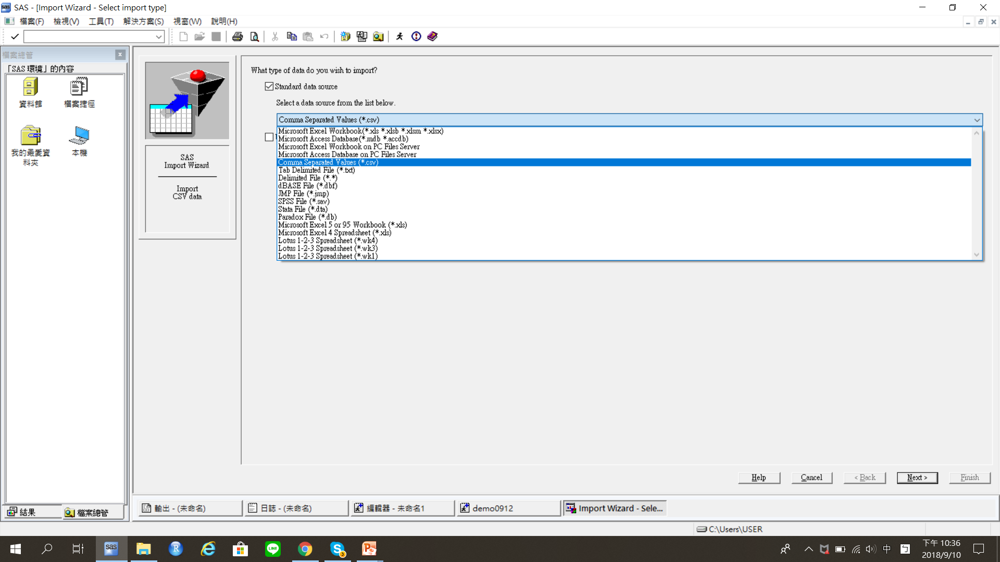 SAS - [Import Wizard - Select import type]
檔案(F) 檢視(V) 工具(T) 解決方案(S) 視窗(W) 說明(H)
檔案總管
「SAS 環境」的內容
資料館
檔案捷徑
我的最愛資
料夾
本機
SAS
Import Wizard
Import
CSV data
What type of data do you wish to import?
Standard data source
Select a data source from the list below.
Comma Separated Values (*.csv)
Microsoft Excel Workbook(*.xls *.xlsb *.xlsm *.xlsx)
Microsoft Access Database(*.mdb *.accdb)
Microsoft Excel Workbook on PC Files Server
Microsoft Access Database on PC Files Server
Comma Separated Values (*.csv)
Tab Delimited File (*.txt)
Delimited File (*.*)
dBASE File (*.dbf)
JMP File (*.jmp)
SPSS File (*.sav)
Stata File (*.dta)
Paradox File (*.db)
Microsoft Excel 5 or 95 Workbook (*.xls)
Microsoft Excel 4 Spreadsheet (*.xls)
Lotus 1-2-3 Spreadsheet (*.wk4)
Lotus 1-2-3 Spreadsheet (*.wk3)
Lotus 1-2-3 Spreadsheet (*.wk1)
Help Cancel < Back Next > Finish
結果 檔案總管
輸出 - (未命名) 日誌 - (未命名) 編輯器 - 未命名1 demo0912 Import Wizard - Sele...
C:\Users\USER
中
下午 10:36
2018/9/10